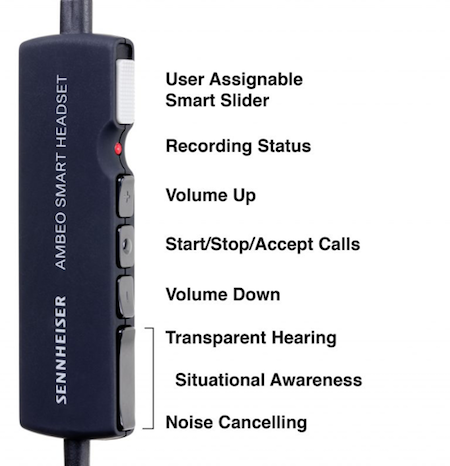 SENNHEISER AMBEO SMART HEADSET
User Assignable
Smart Slider
Recording Status
Volume Up
Start/Stop/Accept Calls
Volume Down
Transparent Hearing
Situational Awareness
Noise Cancelling